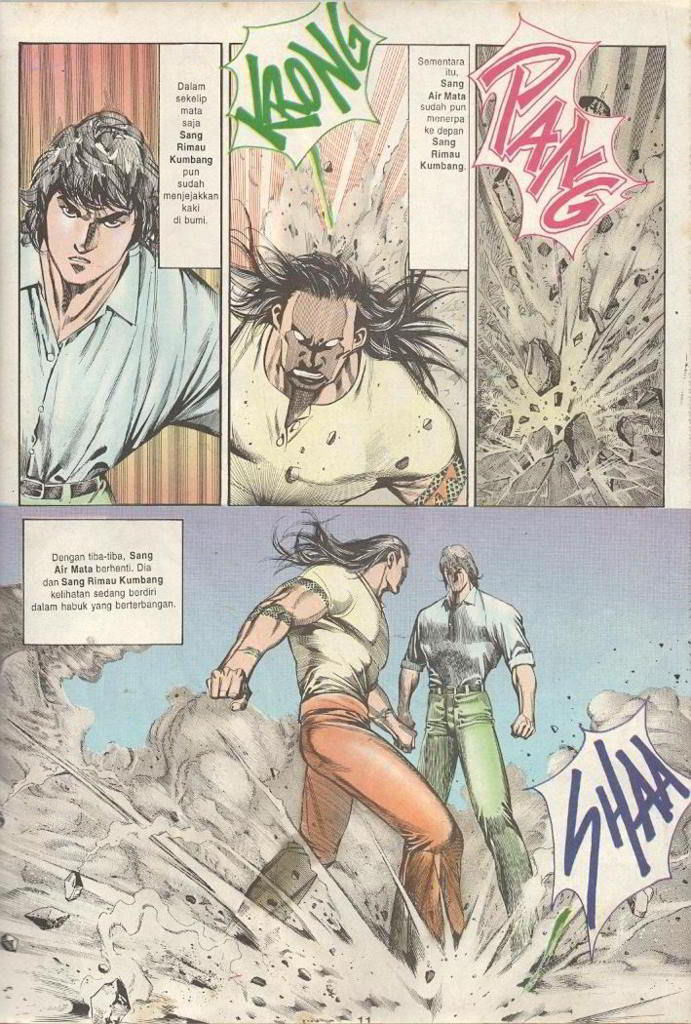 Dalam
sekelip
mata
saja
Sang
Rimau
Kumbang
pun
sudah
menjejakkan
kaki
di bumi.
KRONG
Sementara
itu,
Sang
Air Mata
sudah pun
menerpa
ke depan
Sang
Rimau
Kumbang.
PANG
Dengan tiba-tiba, Sang
Air Mata berhenti. Dia
dan Sang Rimau Kumbang
kelihatan sedang berdiri
dalam habuk yang berterbangan.
SHAA
11